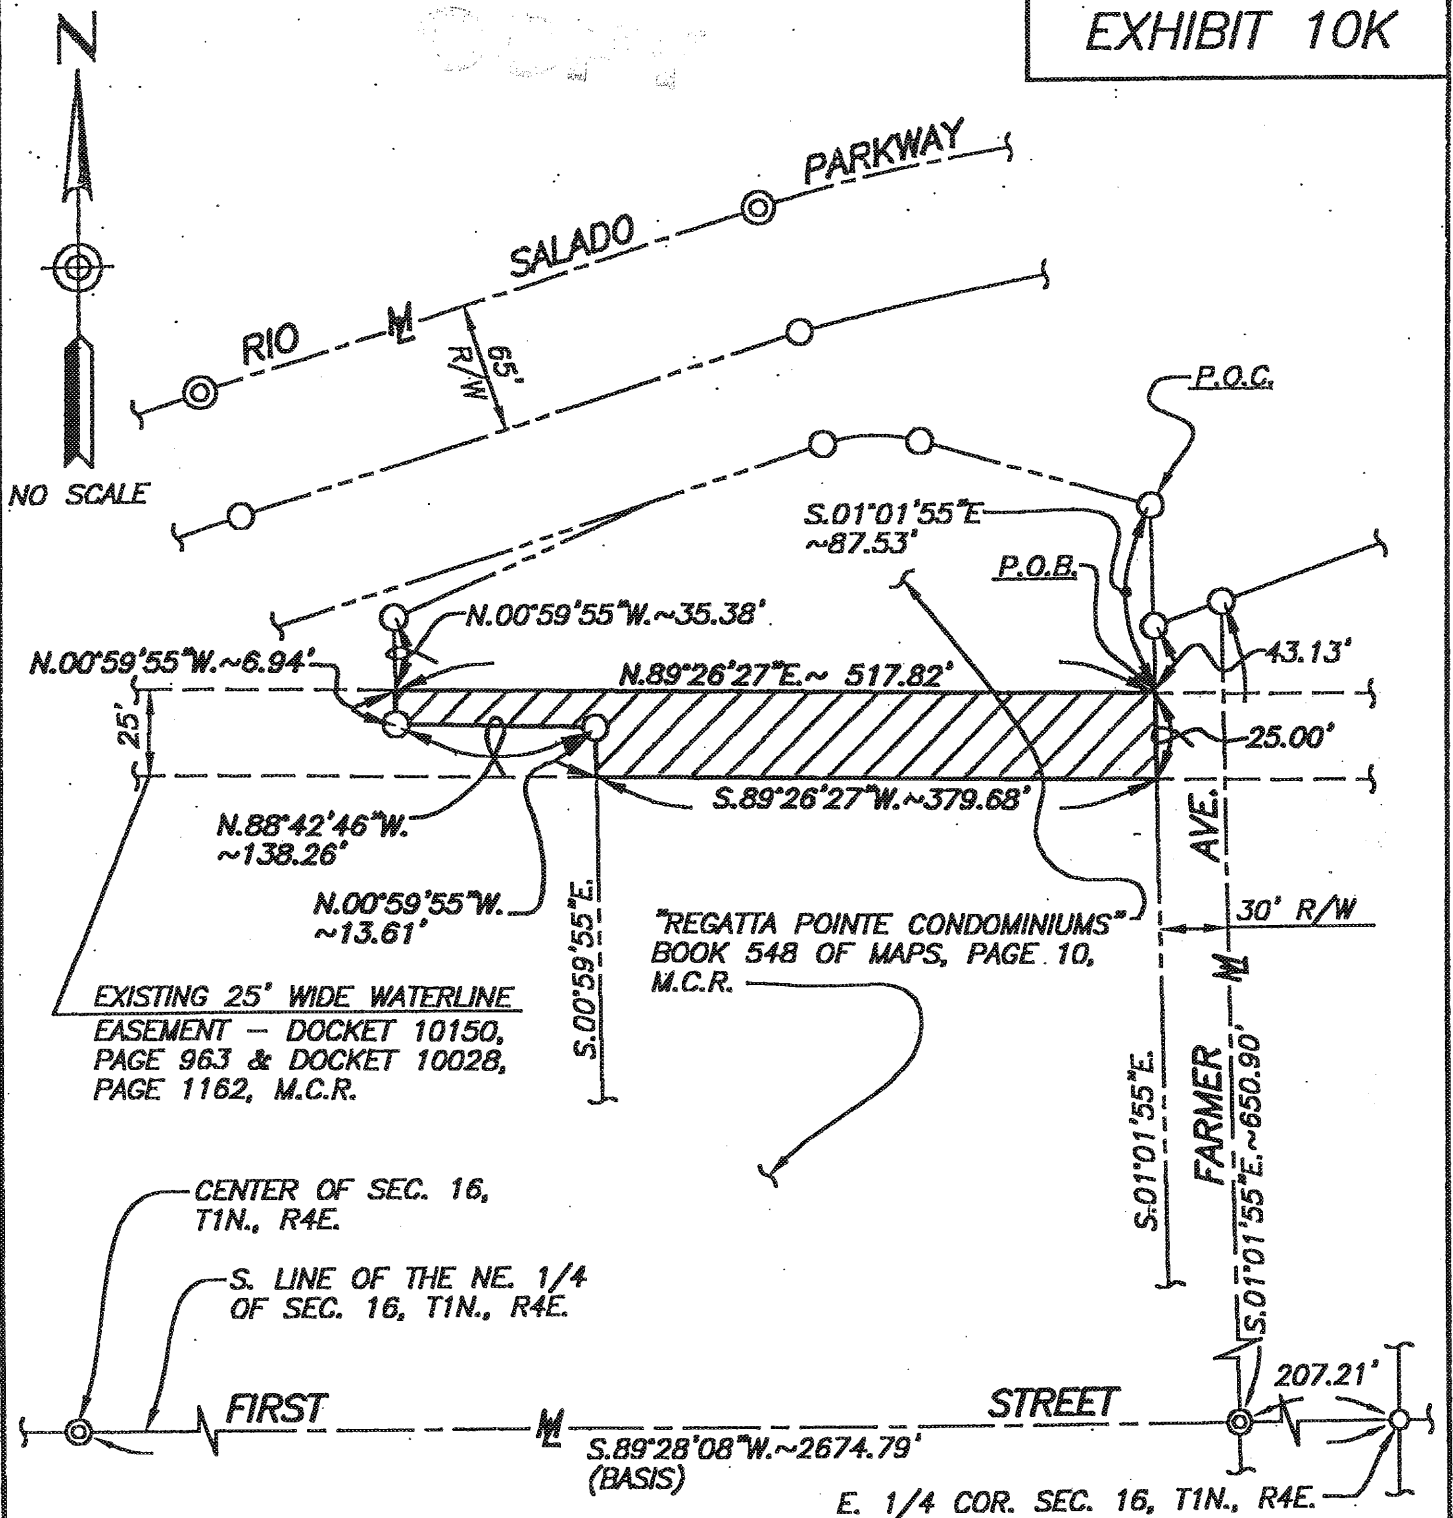 EXHIBIT 10K
N
NO SCALE
RIO SALADO PARKWAY
65'
R/W
P.O.C.
S.01°01'55"E
~87.53'
P.O.B.
N.00°59'55"W.~35.38'
N.00°59'55"W.~6.94'
N.89°26'27"E.~ 517.82'
43.13'
25'
25.00'
S.89°26'27"W.~379.68'
N.88°42'46"W.
~138.26'
N.00°59'55"W.
~13.61'
S.00°59'55"E.
"REGATTA POINTE CONDOMINIUMS"
BOOK 548 OF MAPS, PAGE 10,
M.C.R.
30' R/W
EXISTING 25' WIDE WATERLINE
EASEMENT - DOCKET 10150,
PAGE 963 & DOCKET 10028,
PAGE 1162, M.C.R.
S.01°01'55"E.
FARMER AVE.
S.01°01'55"E.~650.90'
CENTER OF SEC. 16,
T1N., R4E.
S. LINE OF THE NE. 1/4
OF SEC. 16, T1N., R4E.
FIRST STREET
207.21'
S.89°28'08"W.~2674.79'
(BASIS)
E. 1/4 COR. SEC. 16, T1N., R4E.